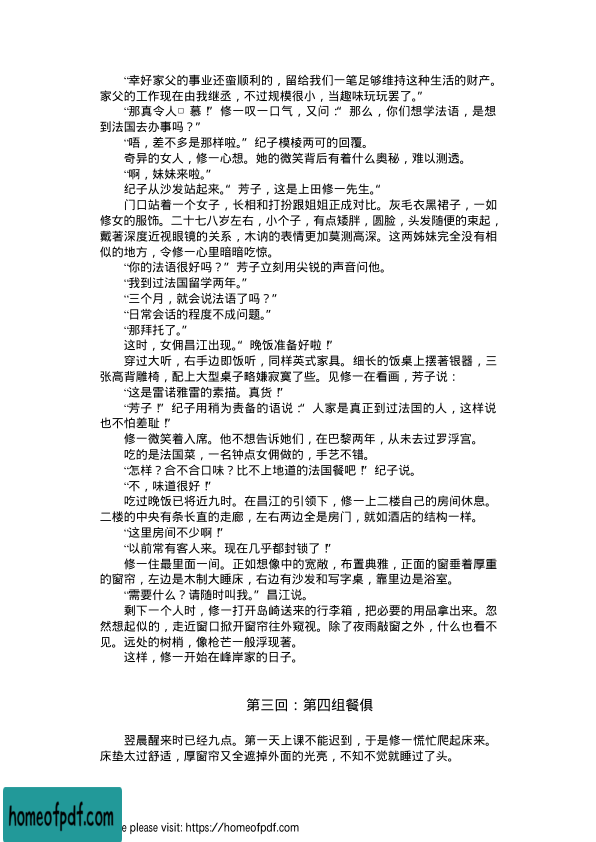 “幸好家父的事业还蛮顺利的，留给我们一笔足够维持这种生活的财产。
家父的工作现在由我继丞，不过规模很小，当趣味玩玩罢了。”
“那真令人□ 慕！”修一叹一口气，又问：“ 那么，你们想学法语，是想
到法国去办事吗？”
“唔，差不多是那样啦。”纪子模棱两可的回覆。
奇异的女人，修一心想。她的微笑背后有着什么奥秘，难以测透。
“啊，妹妹来啦。”
纪子从沙发站起来。“ 芳子，这是上田修一先生。“
门口站着一个女子，长相和打扮跟姐姐正成对比。灰毛衣黑裙子，一如
修女的服饰。二十七八岁左右，小个子，有点矮胖，圆脸，头发随便的束起，
戴著深度近视眼镜的关系，木讷的表情更加莫测高深。这两姊妹完全没有相
似的地方，令修一心里暗暗吃惊。
“你的法语很好吗？” 芳子立刻用尖锐的声音问他。
“我到过法国留学两年。”
“三个月，就会说法语了吗？”
“日常会话的程度不成问题。”
“那拜托了。”
这时，女佣昌江出现。” 晚饭准备好啦！”
穿过大听，右手边即饭听，同样英式家具。细长的饭桌上摆著银器，三
张高背雕椅，配上大型桌子略嫌寂寞了些。见修一在看画，芳子说：
“这是雷诺雅雷的素描。真货！”
“芳子！”纪子用稍为责备的语说：“ 人家是真正到过法国的人，这样说
也不怕羞耻！”
修一微笑着入席。他不想告诉她们，在巴黎两年，从未去过罗浮宫。
吃的是法国菜，一名钟点女佣做的，手艺不错。
“怎样？合不合口味？比不上地道的法国餐吧！”纪子说。
“不，味道很好！”
吃过晚饭已将近九时。在昌江的引领下，修一上二楼自己的房间休息。
二楼的中央有条长直的走廊，左右两边全是房门，就如酒店的结构一样。
“这里房间不少啊！”
“以前常有客人来。现在几乎都封锁了！”
修一住最里面一间。正如想像中的宽敞，布置典雅，正面的窗垂着厚重
的窗帘，左边是木制大睡床，右边有沙发和写字桌，靠里边是浴室。
“需要什么？请随时叫我。”昌江说。
剩下一个人时，修一打开岛崎送来的行李箱，把必要的用品拿出来。忽
然想起似的，走近窗口掀开窗帘往外窥视。除了夜雨敲窗之外，什么也看不
见。远处的树梢，像枪芒一般浮现著。
这样，修一开始在峰岸家的日子。
第三回：第四组餐俱
翌晨醒来时已经九点。第一天上课不能迟到，于是修一慌忙爬起床来。
床垫太过舒适，厚窗帘又全遮掉外面的光亮，不知不觉就睡过了头。
homeofpdf.com
e please visit: https://homeofpdf.com